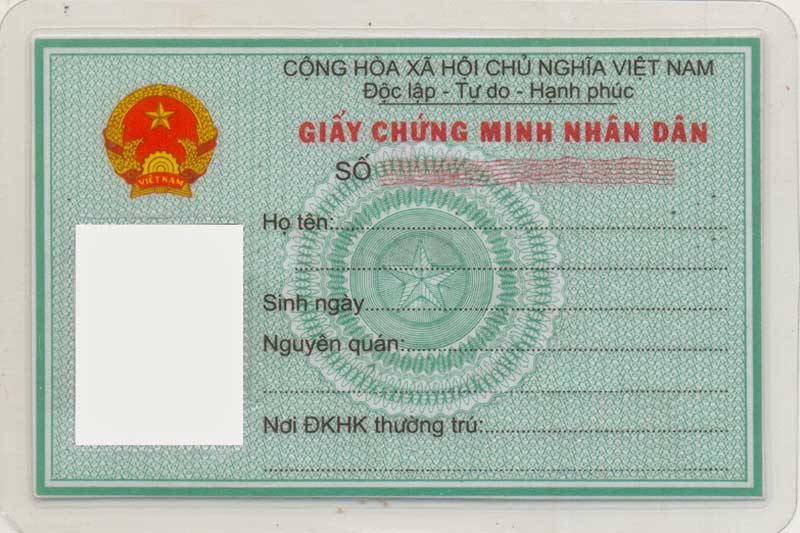 CỘNG HÒA XÃ HỘI CHỦ NGHĨA VIỆT NAM
Độc lập - Tự do - Hạnh phúc
GIẤY CHỨNG MINH NHÂN DÂN
SỐ
VIỆT NAM
Họ tên:
Sinh ngày
Nguyên quán:
Nơi ĐKHK thường trú: